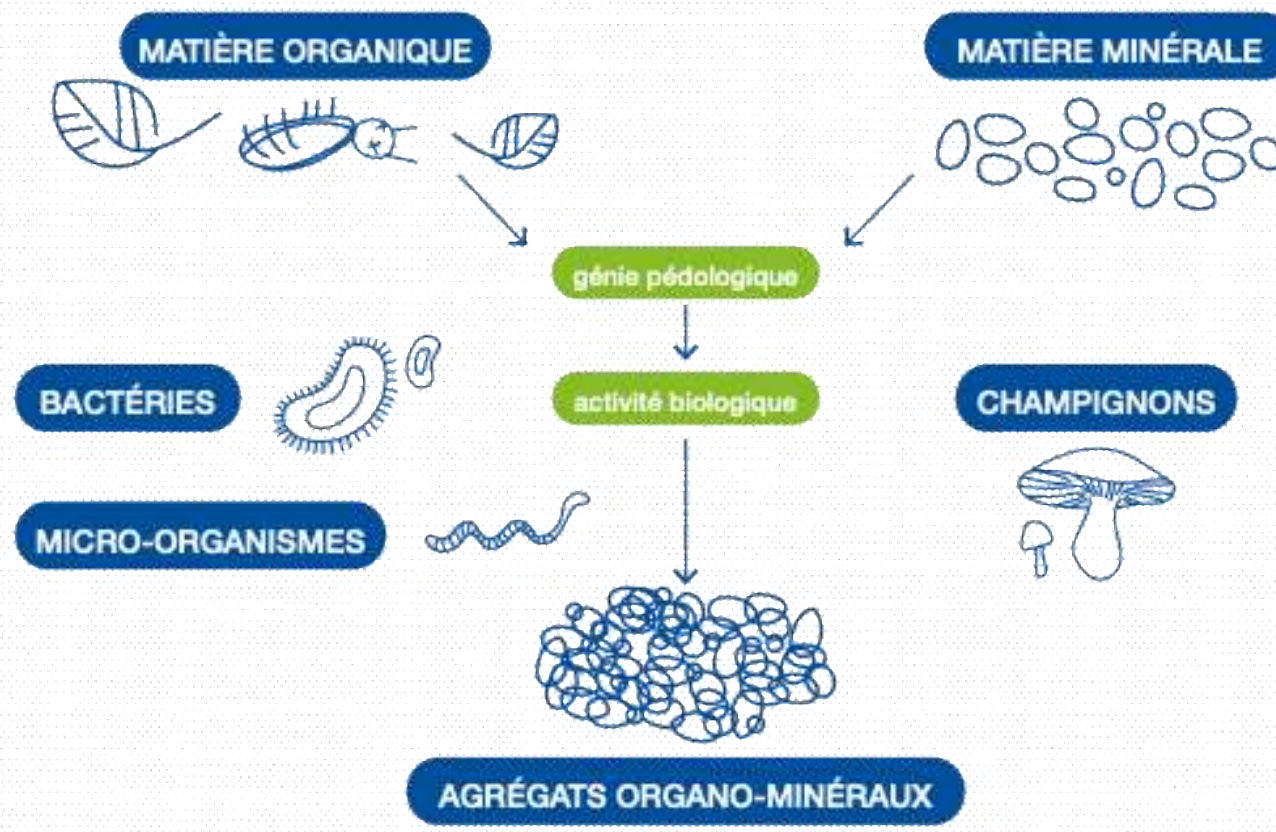 MATIÈRE ORGANIQUE
MATIÈRE MINÉRALE
génie pédologique
BACTÉRIES
activité biologique
CHAMPIGNONS
MICRO-ORGANISMES
AGRÉGATS ORGANO-MINÉRAUX